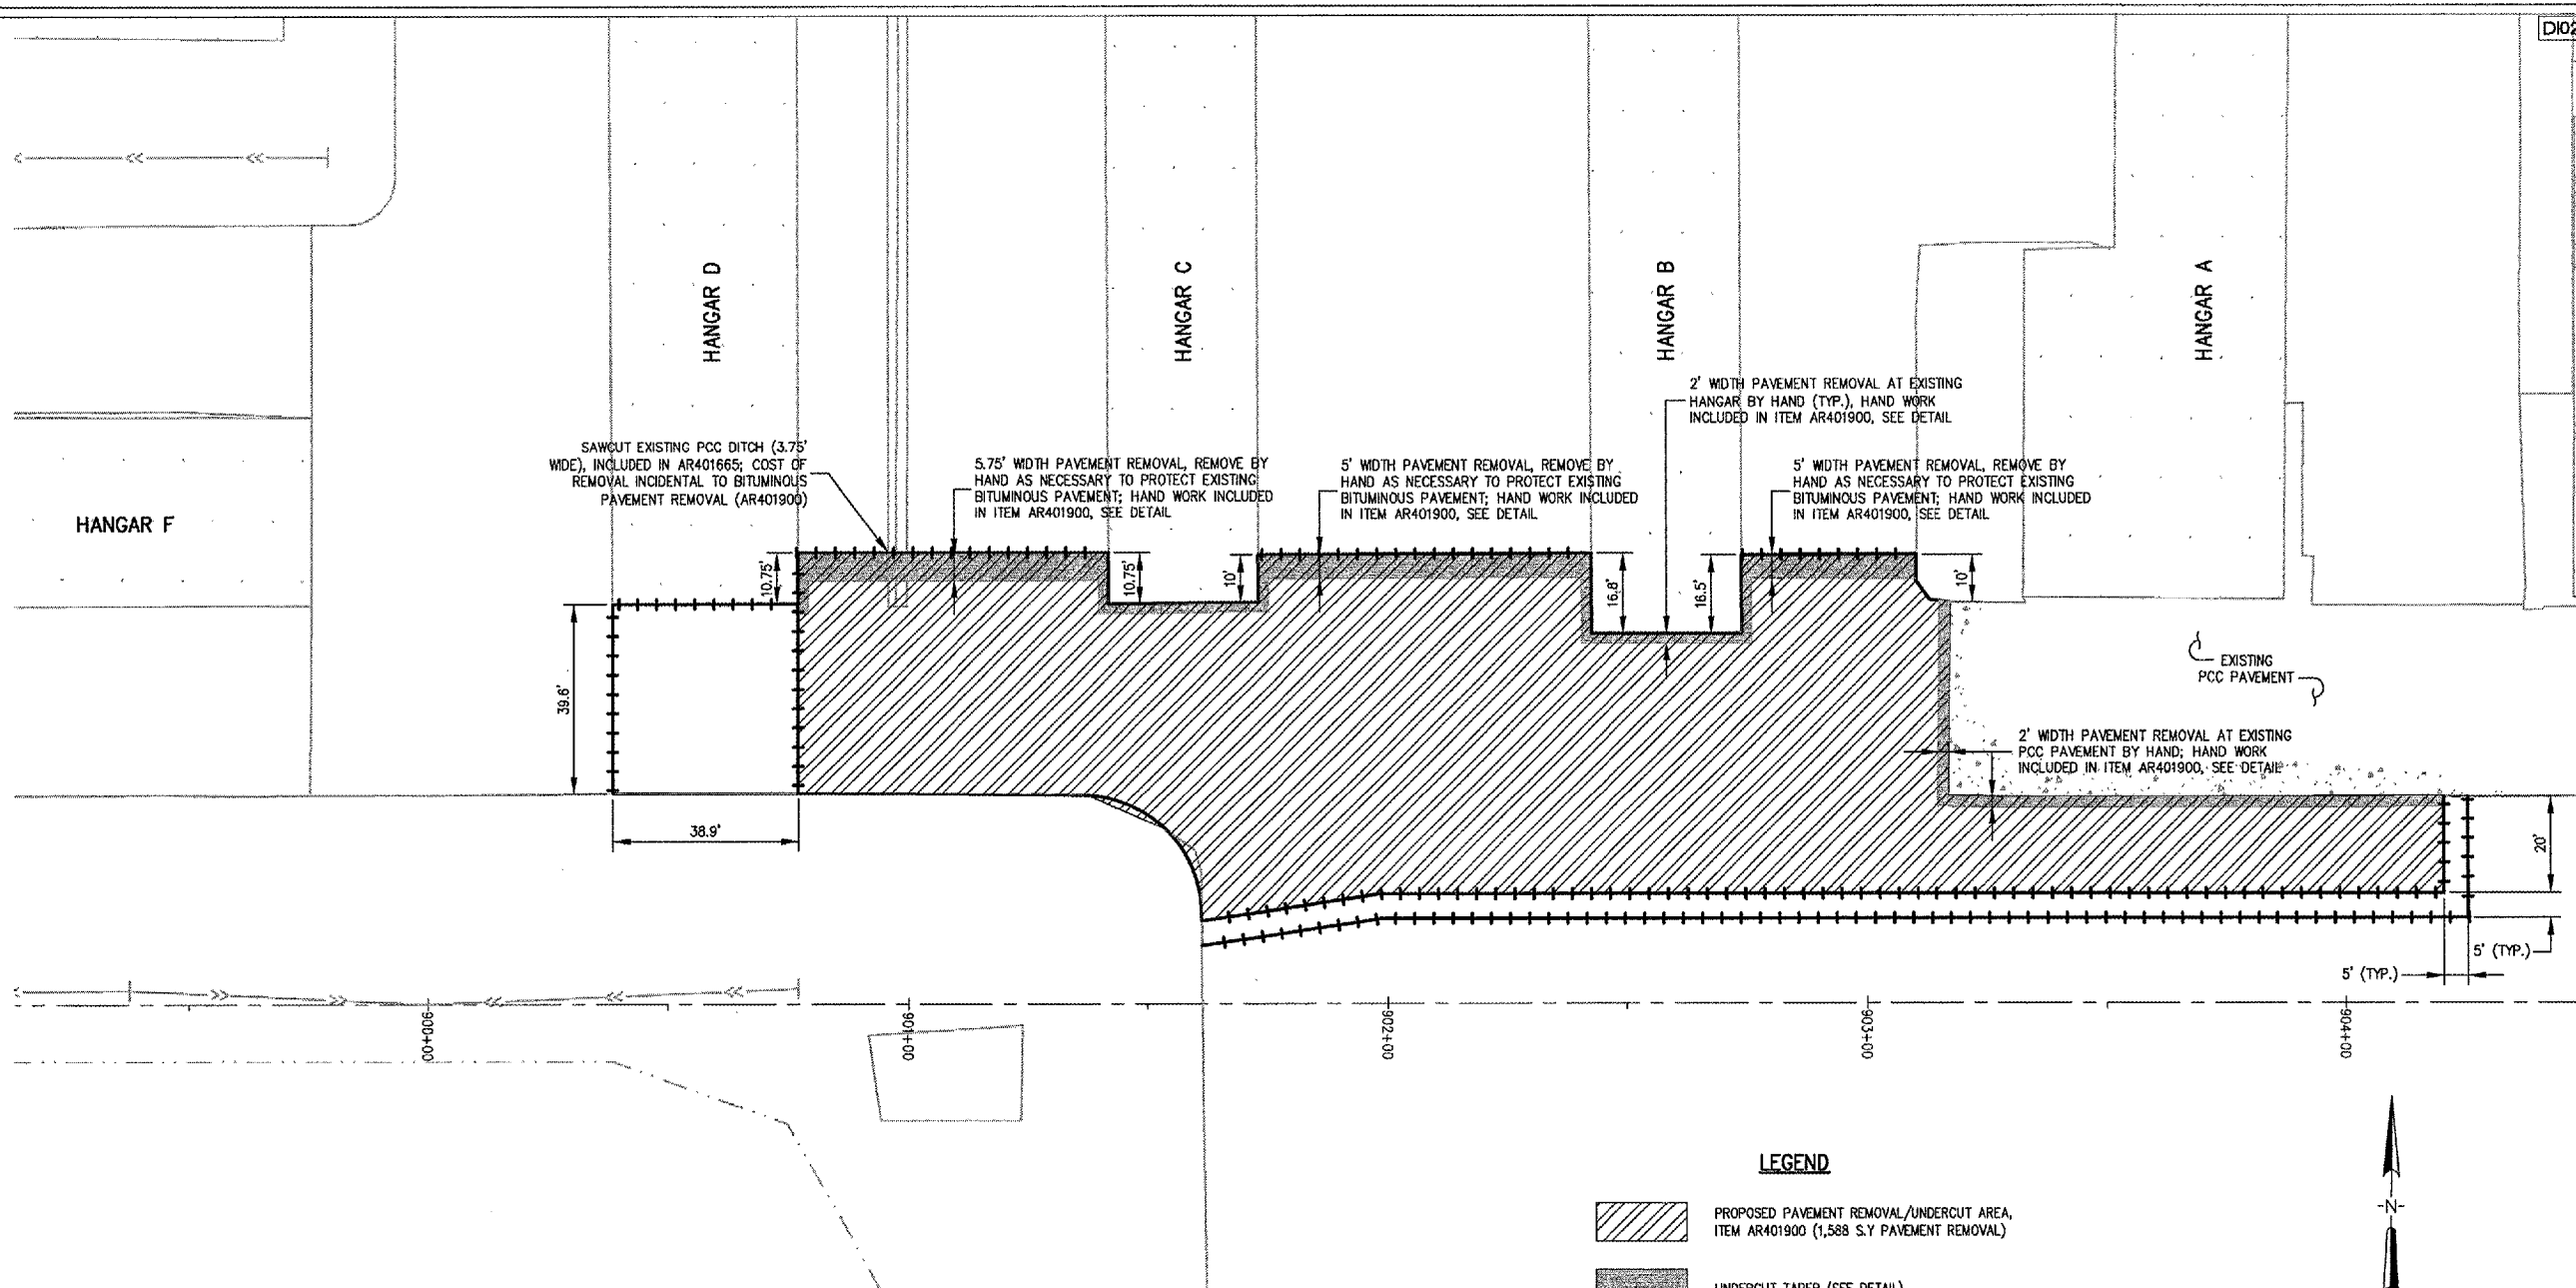 DI02
HANGAR D
HANGAR C
HANGAR B
HANGAR A
2' WIDTH PAVEMENT REMOVAL AT EXISTING
HANGAR BY HAND (TYP.), HAND WORK
INCLUDED IN ITEM AR401900, SEE DETAIL
SAWCUT EXISTING PCC DITCH (3.75'
WIDE), INCLUDED IN AR401665; COST OF
REMOVAL INCIDENTAL TO BITUMINOUS
PAVEMENT REMOVAL (AR401900)
5.75' WIDTH PAVEMENT REMOVAL, REMOVE BY
HAND AS NECESSARY TO PROTECT EXISTING
BITUMINOUS PAVEMENT; HAND WORK INCLUDED
IN ITEM AR401900, SEE DETAIL
5' WIDTH PAVEMENT REMOVAL, REMOVE BY
HAND AS NECESSARY TO PROTECT EXISTING
BITUMINOUS PAVEMENT; HAND WORK INCLUDED
IN ITEM AR401900, SEE DETAIL
5' WIDTH PAVEMENT REMOVAL, REMOVE BY
HAND AS NECESSARY TO PROTECT EXISTING
BITUMINOUS PAVEMENT; HAND WORK INCLUDED
IN ITEM AR401900, SEE DETAIL
HANGAR F
10.75'
10.75'
10'
16.8'
16.5'
10'
39.6'
EXISTING
PCC PAVEMENT
2' WIDTH PAVEMENT REMOVAL AT EXISTING
PCC PAVEMENT BY HAND; HAND WORK
INCLUDED IN ITEM AR401900, SEE DETAIL
38.9'
20'
5' (TYP.)
5' (TYP.)
900+00
901+00
902+00
903+00
904+00
LEGEND
PROPOSED PAVEMENT REMOVAL/UNDERCUT AREA,
ITEM AR401900 (1,588 S.Y PAVEMENT REMOVAL)
-N-
UNDERCUT TAPER (SEE DETAIL)